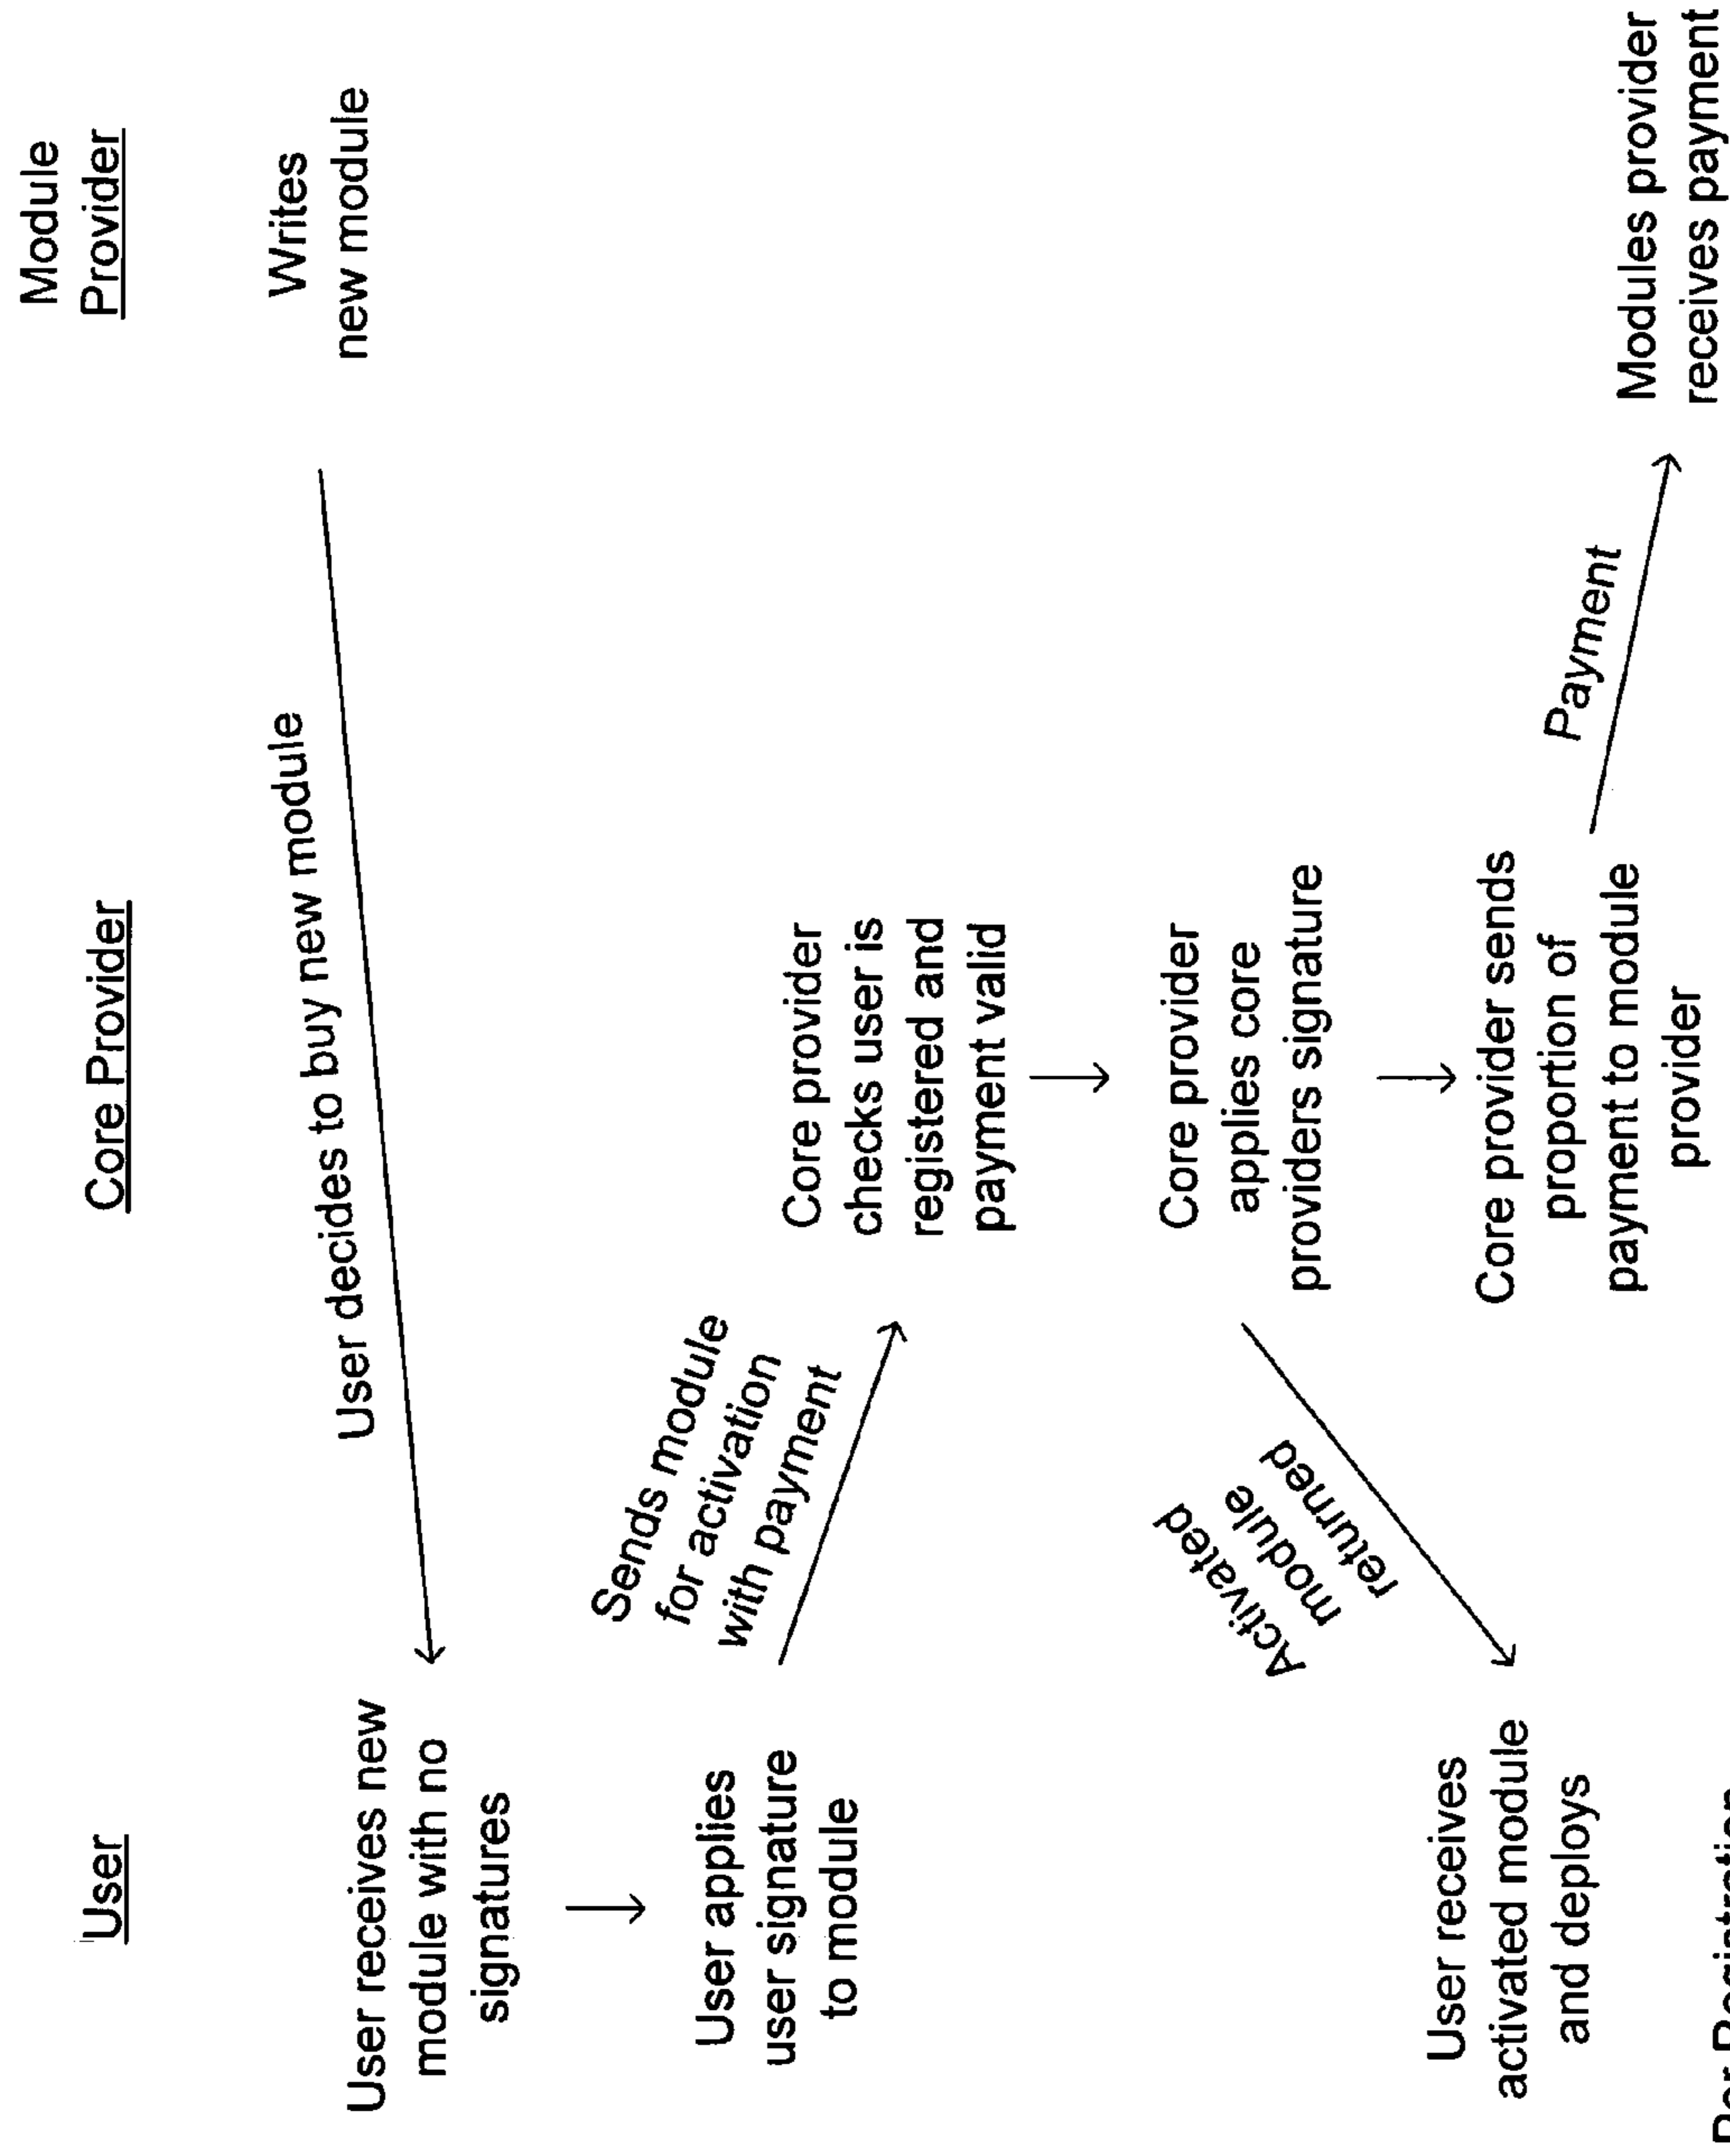 User
Core Provider
Module
Provider
Writes
new module
User decides to buy new module
User receives new
module with no
signatures
User applies
user signature
to module
Sends module
for activation
with payment
Core provider
checks user is
registered and
payment valid
Core provider
applies core
providers signature
Activated
module
returned
User receives
activated module
and deploys
Core provider sends
proportion of
payment to module
provider
Payment
Modules provider
receives payment
Per Registration